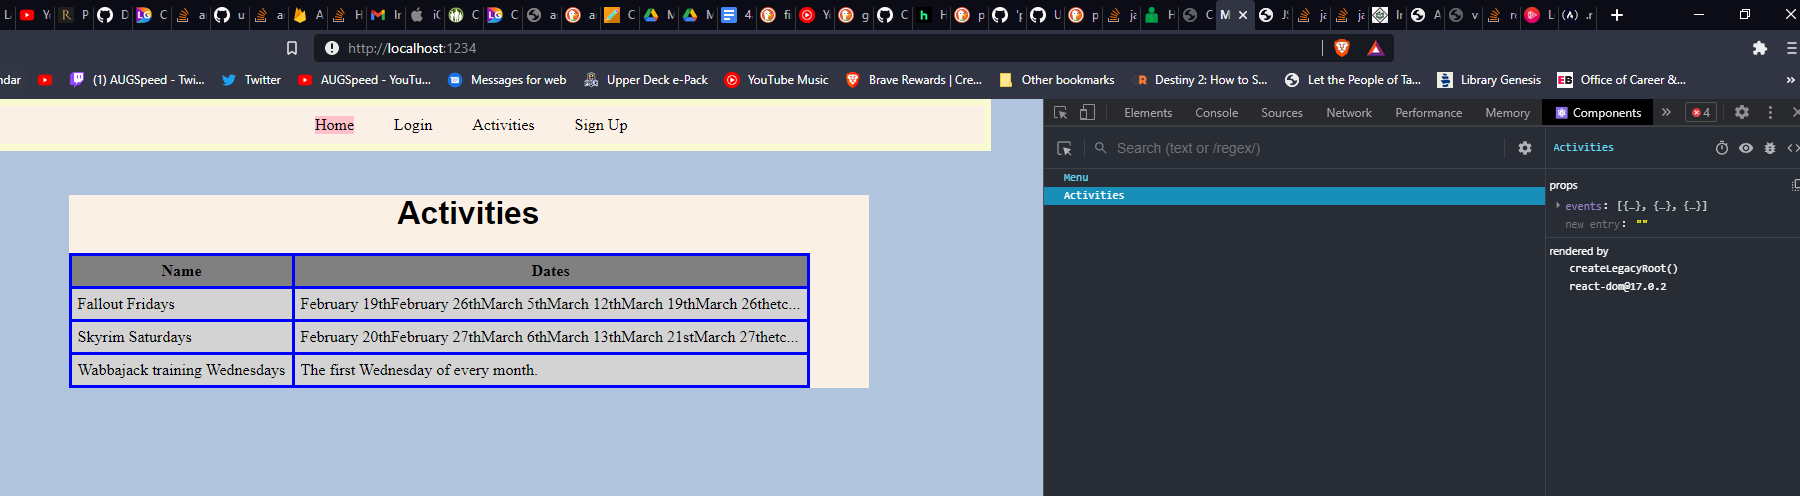 http://localhost:1234
ndar (1) AUGSpeed - Twi... Twitter AUGSpeed - YouTu... Messages for web Upper Deck e-Pack YouTube Music Brave Rewards | Cre... Other bookmarks Destiny 2: How to S... Let the People of Ta... Library Genesis Office of Career &... »
Home Login Activities Sign Up
Activities
Name Dates
Fallout Fridays February 19thFebruary 26thMarch 5thMarch 12thMarch 19thMarch 26thetc...
Skyrim Saturdays February 20thFebruary 27thMarch 6thMarch 13thMarch 21stMarch 27thetc...
Wabbajack training Wednesdays The first Wednesday of every month.
Elements Console Sources Network Performance Memory Components » 4
Search (text or /regex/)
Menu
Activities
Activities
props
events: [{…}, {…}, {…}]
new entry: ""
rendered by
createLegacyRoot()
react-dom@17.0.2